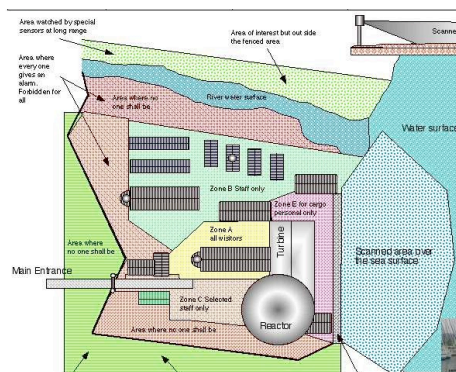 Area watched by special
sensors at long range
Area of interest but out side
the fenced area
Scanne
Area where
every one
gives an
alarm.
Forbidden for
all
Area where no
one shall be
River water surface
Water surface
Zone B Staff only
Zone E for cargo
personal only
Zone A
all wisitors
Turbine
Scanned area over
the sea surface
Area where
no one shall be
Main Entrance
Zone C Selected
staff only
Reactor
Area where no one shall be